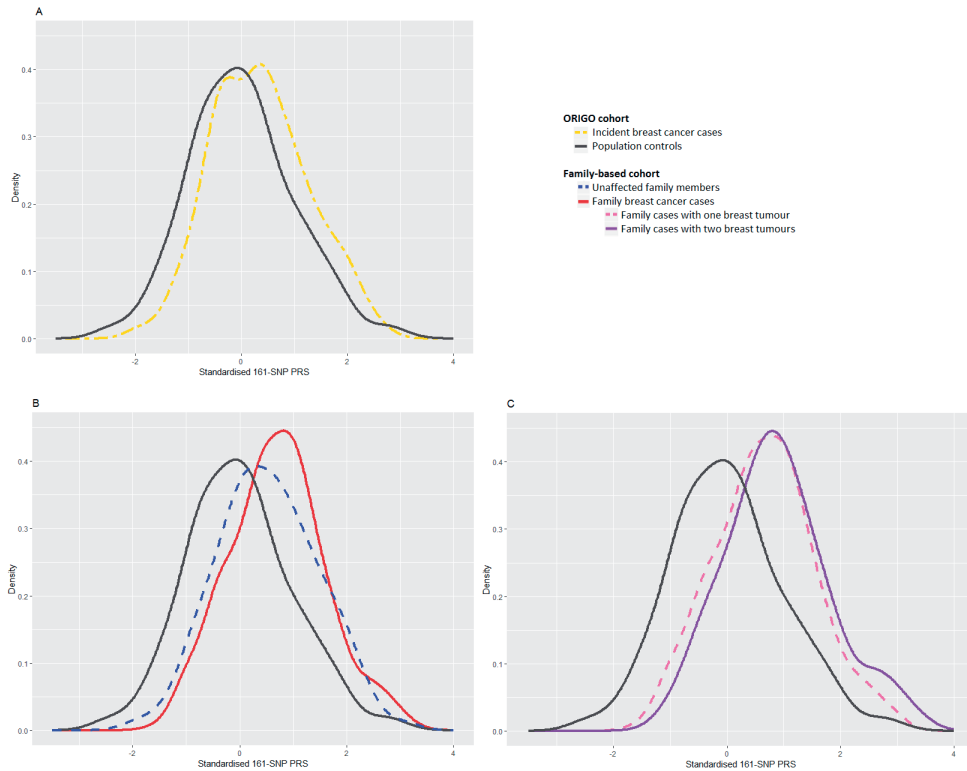 A
0.4
0.3
0.2
0.1
0.0
Density
-2
0
2
4
Standardised 161-SNP PRS
ORIGO cohort
Incident breast cancer cases
Population controls
Family-based cohort
Unaffected family members
Family breast cancer cases
Family cases with one breast tumour
Family cases with two breast tumours
B
0.4
0.3
0.2
0.1
0.0
Density
-2
0
2
4
Standardised 161-SNP PRS
C
0.4
0.3
0.2
0.1
0.0
Density
-2
0
2
4
Standardised 161-SNP PRS